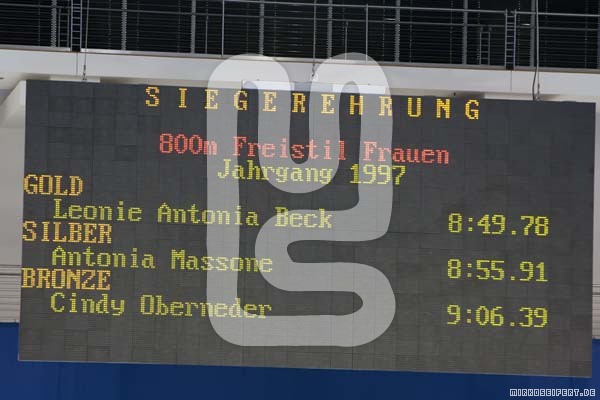 SIEGEREHRUNG
800m Freistil Frauen
Jahrgang 1997
GOLD
Leonie Antonia Beck 8:49.78
SILBER
Antonia Massone 8:55.91
BRONZE
Cindy Oberneder 9:06.39
MIRKOSEIFERT.DE